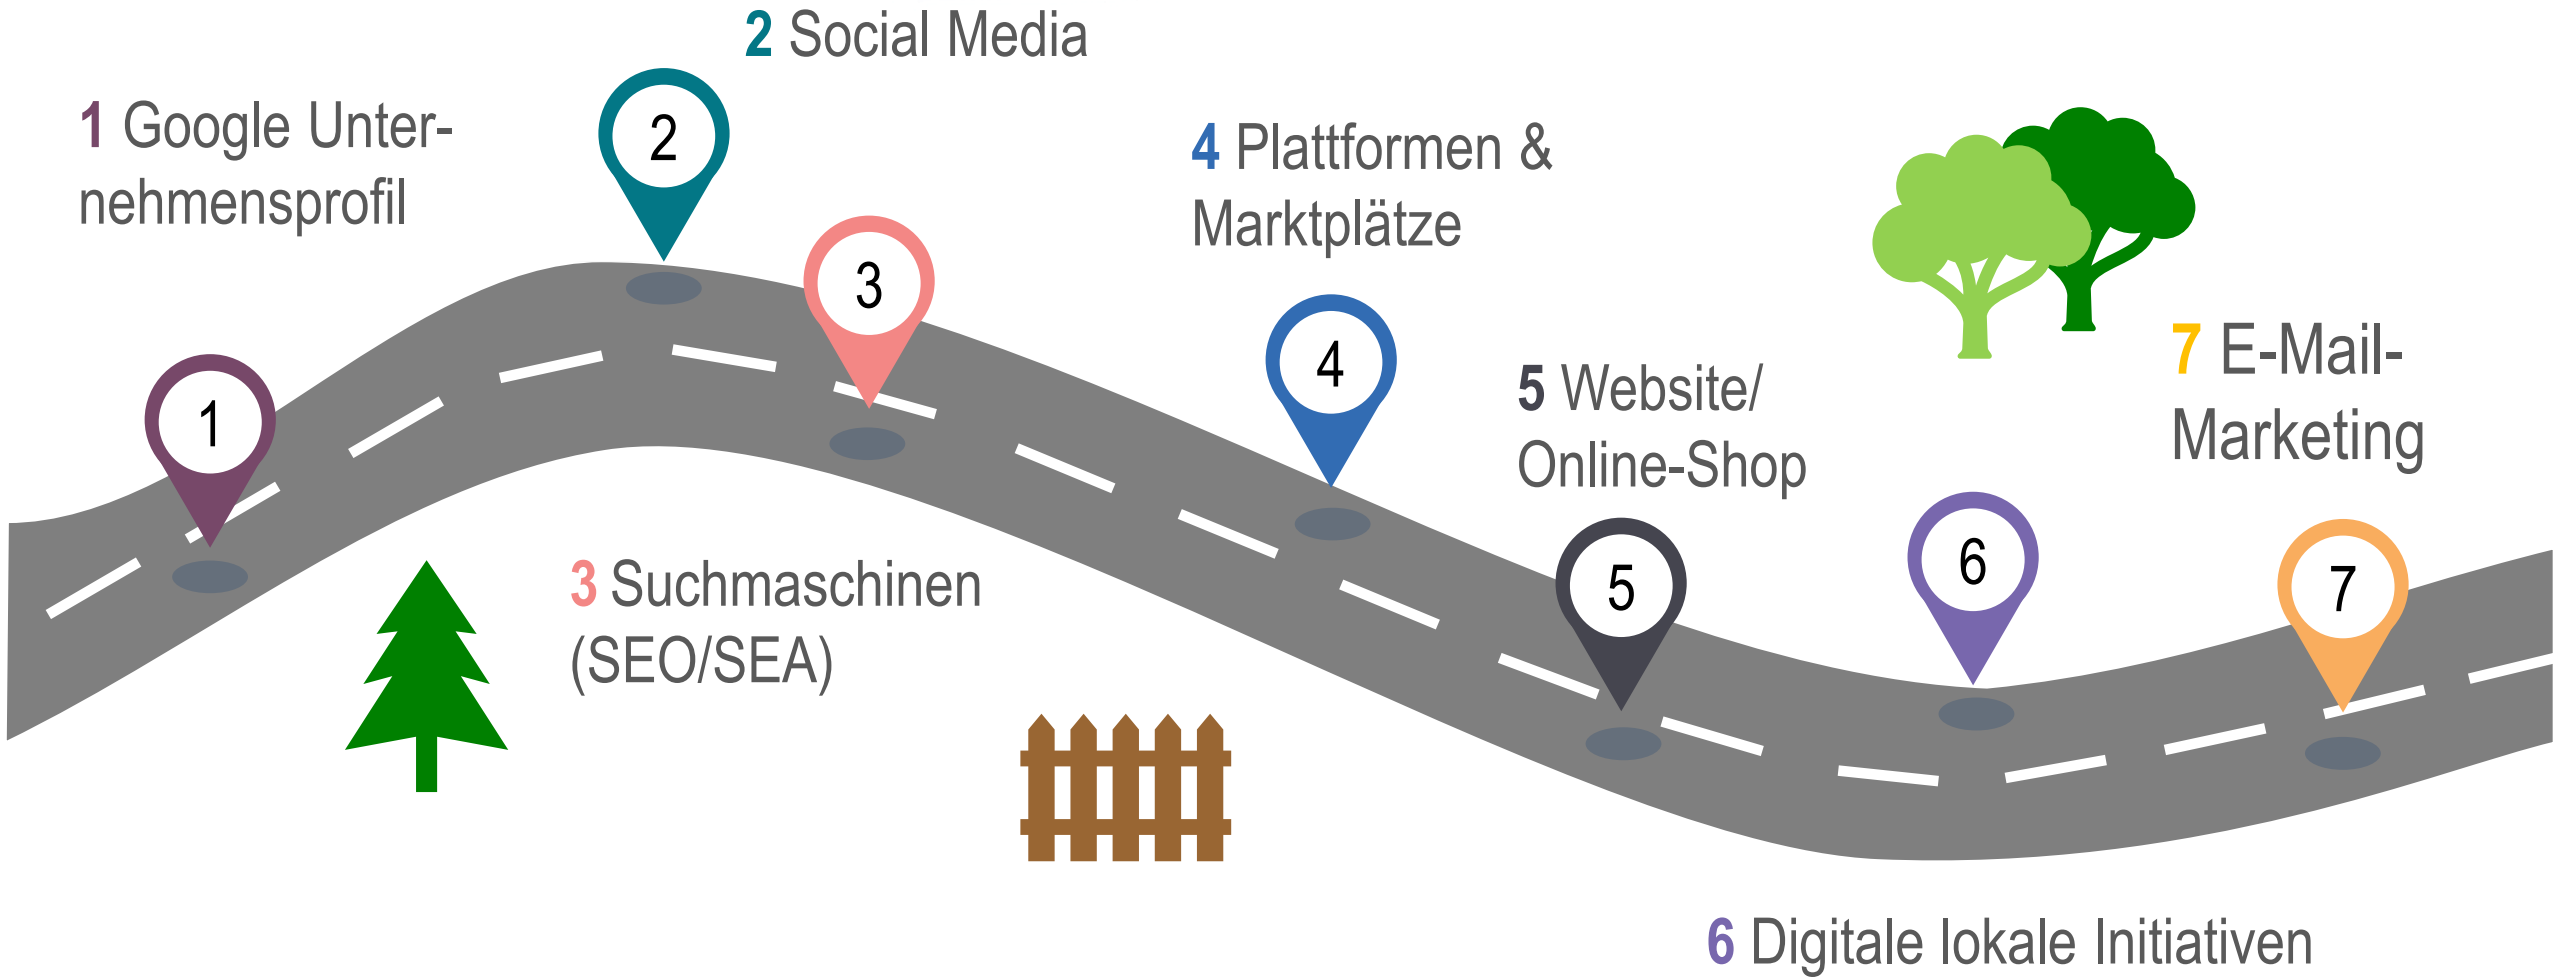 2 Social Media
1 Google Unter-
nehmensprofil
2
4 Plattformen &
Marktplätze
3
7 E-Mail-
Marketing
4
5 Website/
Online-Shop
1
3 Suchmaschinen
(SEO/SEA)
5
6
7
6 Digitale lokale Initiativen